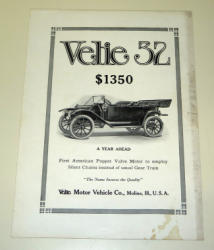 Velie 32
$1350
A YEAR AHEAD
First American Poppet Valve Motor to employ
Silent Chains instead of usual Gear Train
"The Name Insures the Quality"
Velie Motor Vehicle Co., Moline, Ill., U.S.A.